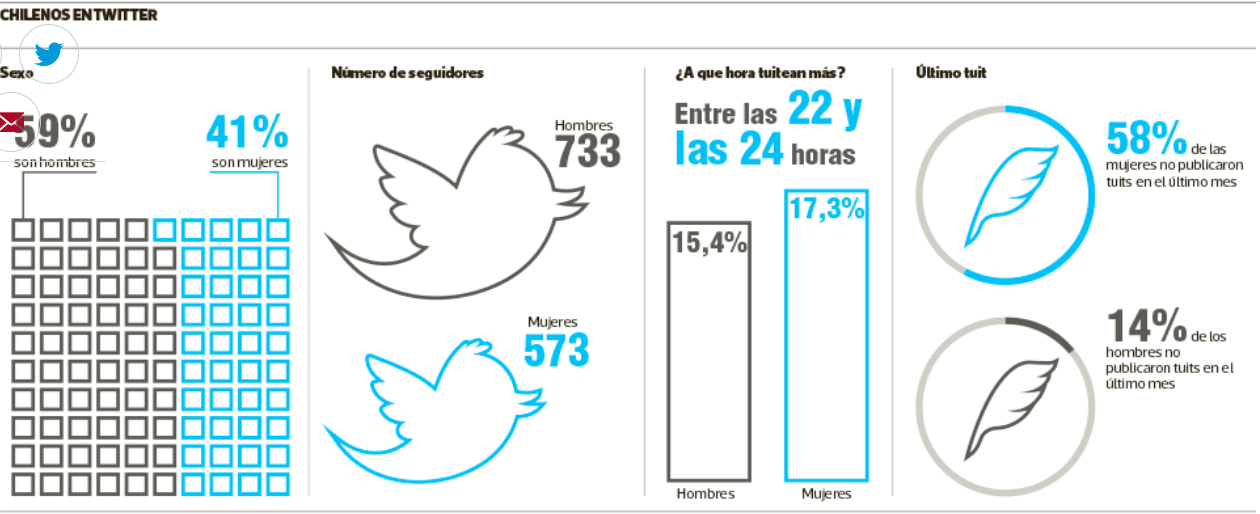 CHILENOS EN TWITTER
Sexo
59%
son hombres
41%
son mujeres
Número de seguidores
Hombres
733
Mujeres
573
¿A que hora tuitean más?
Entre las 22 y
las 24 horas
15,4%
17,3%
Hombres
Mujeres
Último tuit
58% de las
mujeres no publicaron
tuits en el último mes
14% de los
hombres no
publicaron tuits en el
último mes